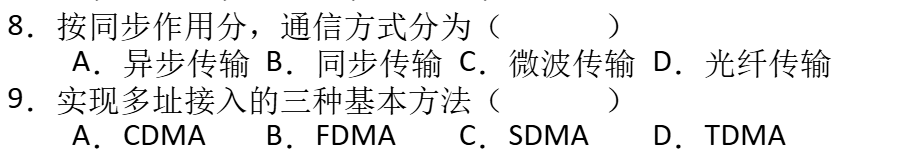 8. 按同步作用分，通信方式分为（        ）
A. 异步传输 B. 同步传输 C. 微波传输 D. 光纤传输
9. 实现多址接入的三种基本方法（        ）
A. CDMA    B. FDMA    C. SDMA    D. TDMA